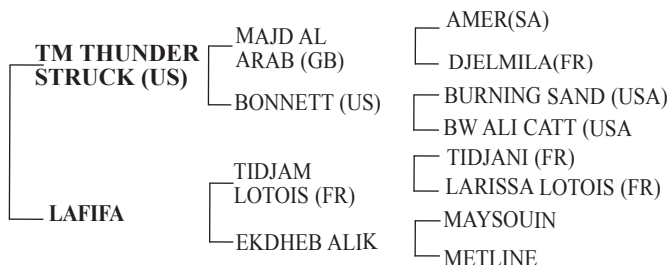 TM THUNDER
STRUCK (US)
MAJD AL
ARAB (GB)
AMER(SA)
DJELMILA(FR)
BONNETT (US)
BURNING SAND (USA)
BW ALI CATT (USA
LAFIFA
TIDJAM
LOTOIS (FR)
TIDJANI (FR)
LARISSA LOTOIS (FR)
EKDHEB ALIK
MAYSOUIN
METLINE